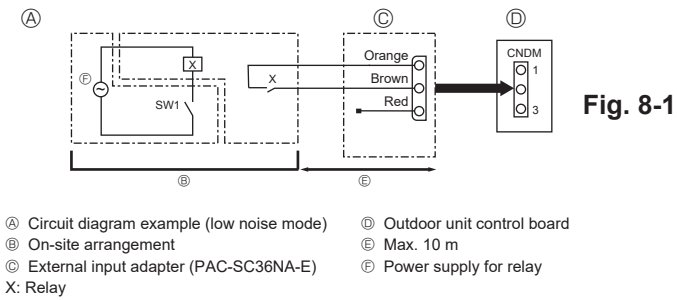 Ⓐ Ⓒ Ⓓ
Orange
Brown
Red
CNDM
1
3
Ⓕ
X
X
SW1
Fig. 8-1
Ⓑ Ⓔ
Ⓐ Circuit diagram example (low noise mode)
Ⓑ On-site arrangement
Ⓒ External input adapter (PAC-SC36NA-E)
X: Relay
Ⓓ Outdoor unit control board
Ⓔ Max. 10 m
Ⓕ Power supply for relay